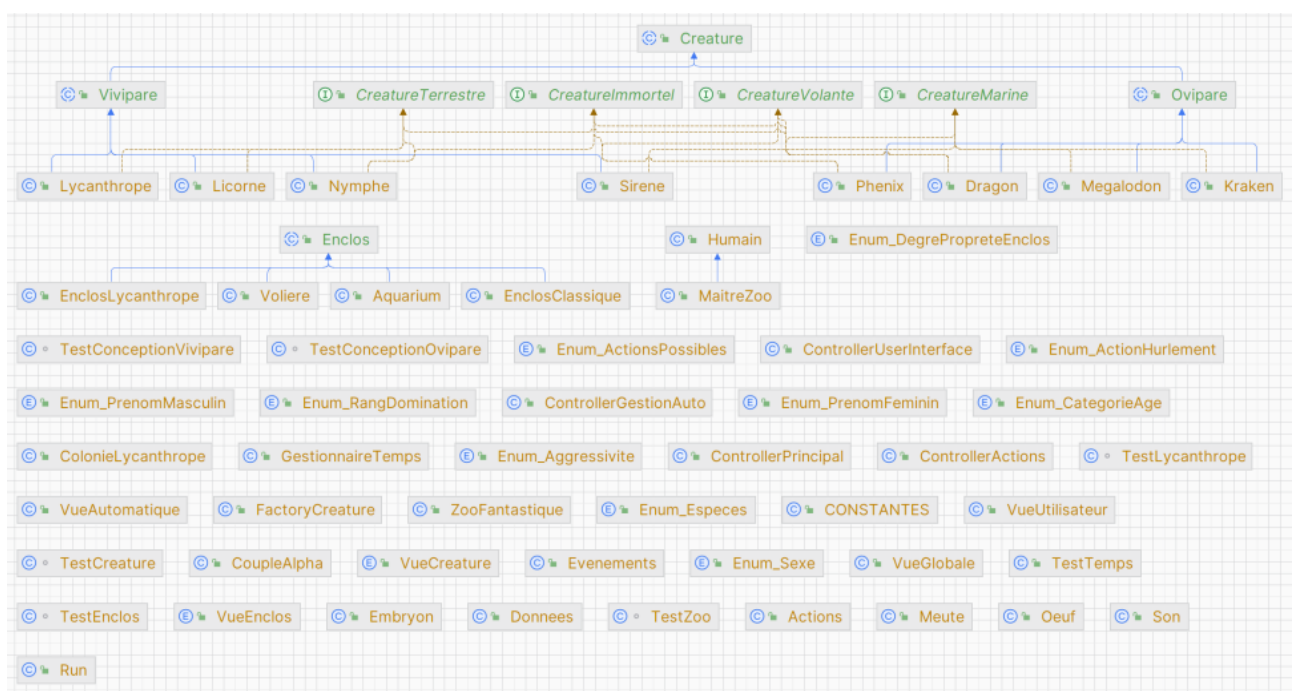 Creature
Vivipare CreatureTerrestre CreatureImmortel CreatureVolante CreatureMarine Ovipare
Lycanthrope Licorne Nymphe Sirene Phenix Dragon Megalodon Kraken
Enclos Humain Enum_DegrePropreteEnclos
EnclosLycanthrope Voliere Aquarium EnclosClassique MaitreZoo
TestConceptionVivipare TestConceptionOvipare Enum_ActionsPossibles ControllerUserInterface Enum_ActionHurlement
Enum_PrenomMasculin Enum_RangDomination ControllerGestionAuto Enum_PrenomFeminin Enum_CategorieAge
ColonieLycanthrope GestionnaireTemps Enum_Aggressivite ControllerPrincipal ControllerActions TestLycanthrope
VueAutomatique FactoryCreature ZooFantastique Enum_Especes CONSTANTES VueUtilisateur
TestCreature CoupleAlpha VueCreature Evenements Enum_Sexe VueGlobale TestTemps
TestEnclos VueEnclos Embryon Donnees TestZoo Actions Meute Oeuf Son
Run